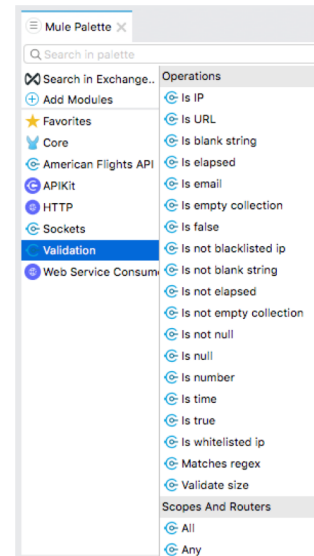 Mule Palette
Search in palette
Search in Exchange..
Add Modules
Favorites
Core
American Flights API
APIKit
HTTP
Sockets
Validation
Web Service Consum
Operations
Is IP
Is URL
Is blank string
Is elapsed
Is email
Is empty collection
Is false
Is not blacklisted ip
Is not blank string
Is not elapsed
Is not empty collection
Is not null
Is null
Is number
Is time
Is true
Is whitelisted ip
Matches regex
Validate size
Scopes And Routers
All
Any